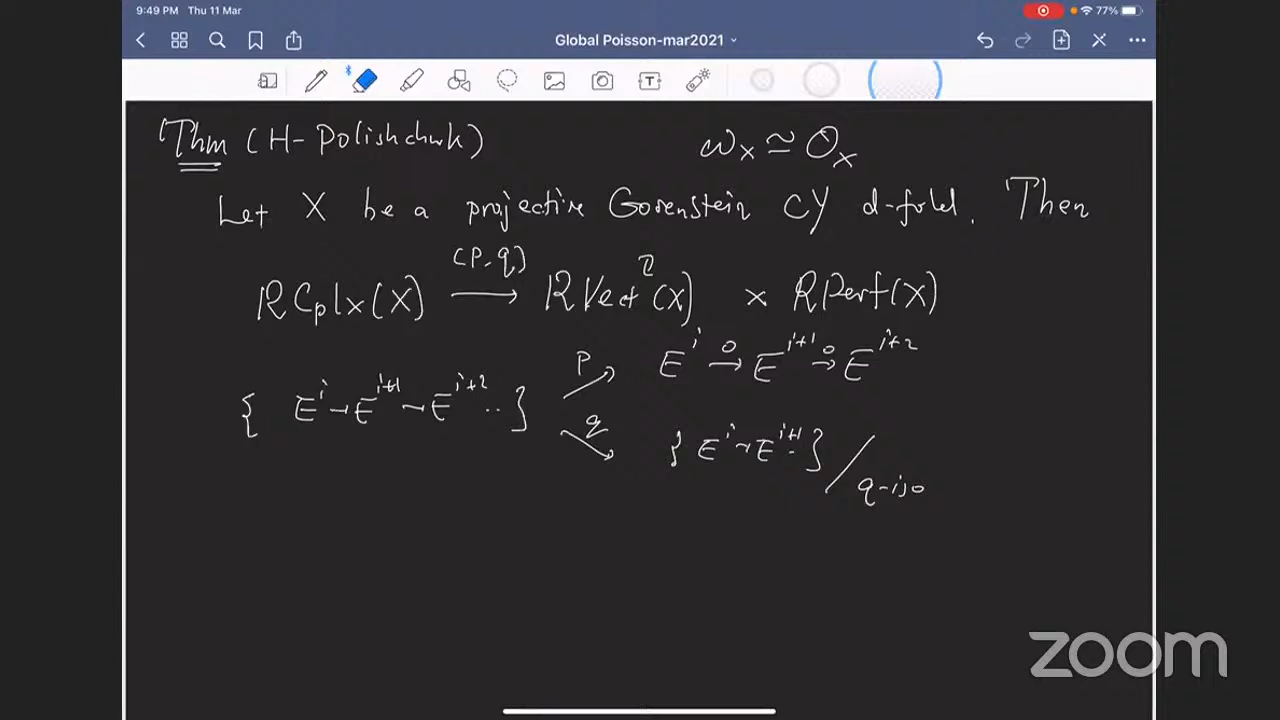 9:49 PM Thu 11 Mar
77%
Global Poisson-mar2021
Thm (H-Polishchuk) ω_X ≃ O_X
Let X be a projective Gorenstein CY d-fold. Then
RCplx(X) —(p,q)→ RVect^ℤ(X) × RPerf(X)
p E^i —0→ E^{i+1} —0→ E^{i+2}
{ E^i → E^{i+1} → E^{i+2} .. }
q { E^i → E^{i+1} .. } / q-iso
zoom